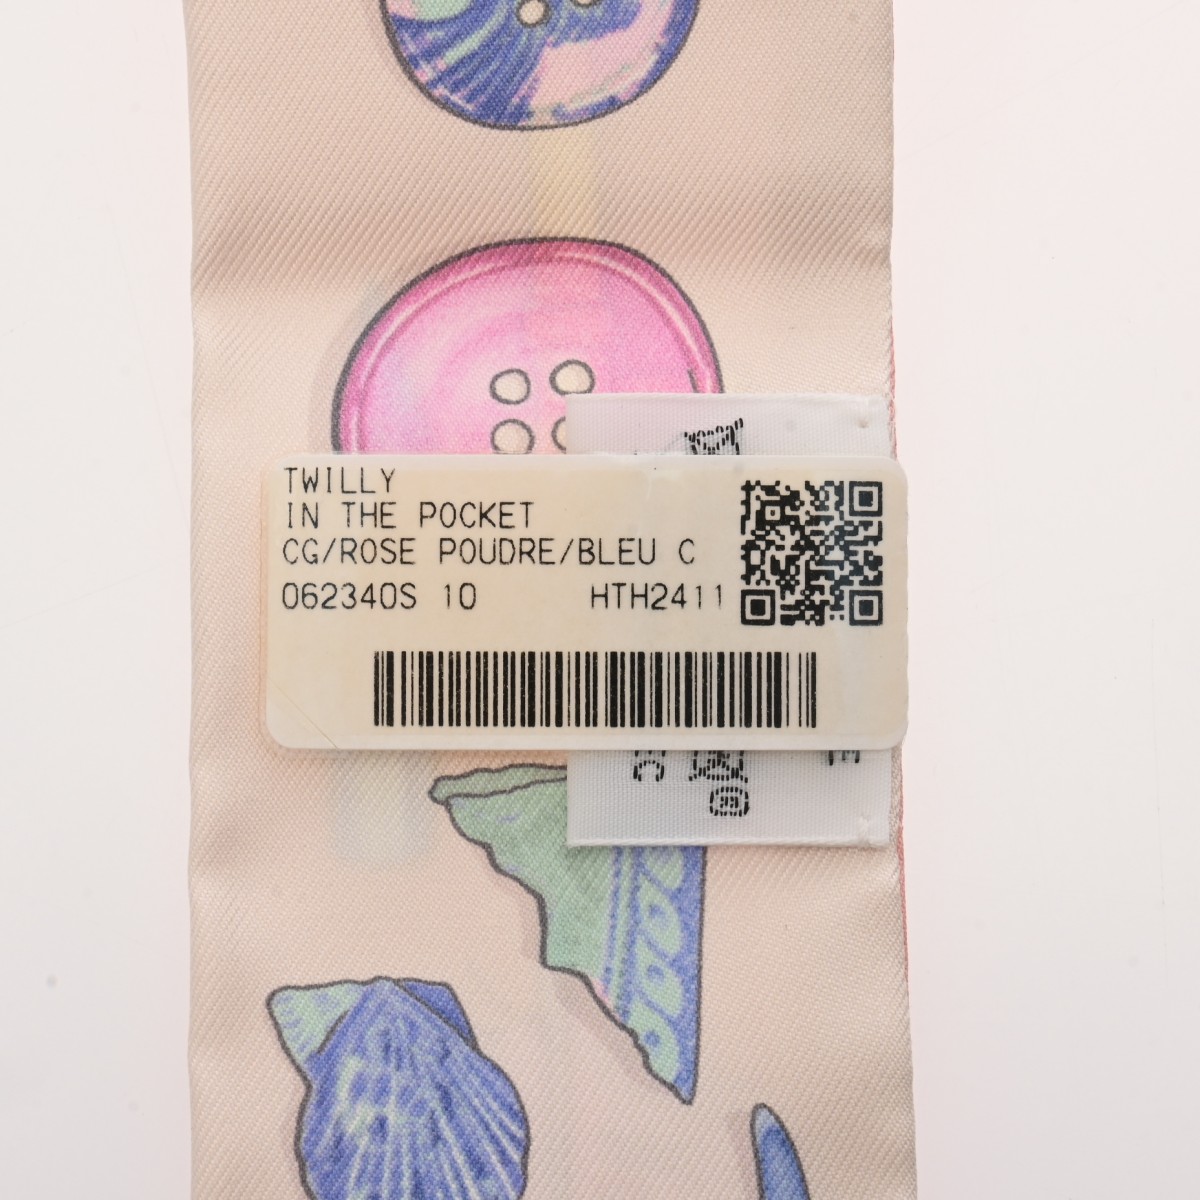 TWILLY
IN THE POCKET
CG/ROSE POUDRE/BLEU C
062340S 10 HTH2411